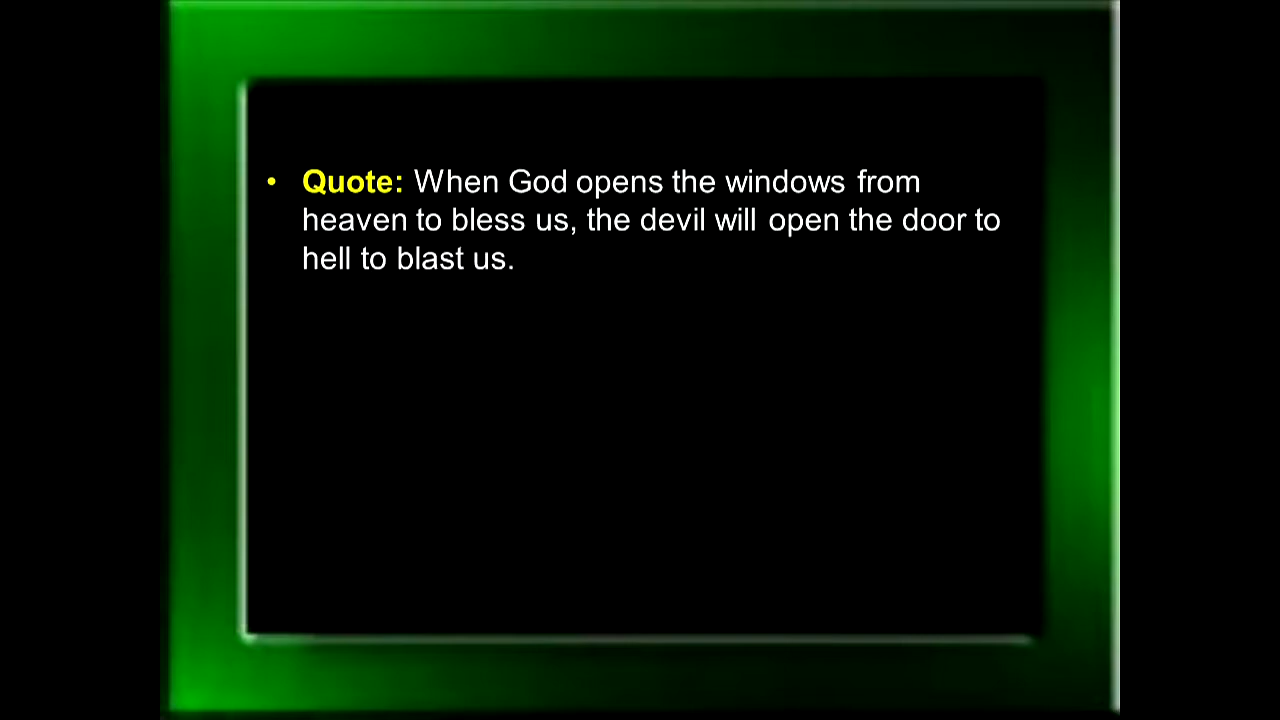 • Quote: When God opens the windows from
heaven to bless us, the devil will open the door to
hell to blast us.